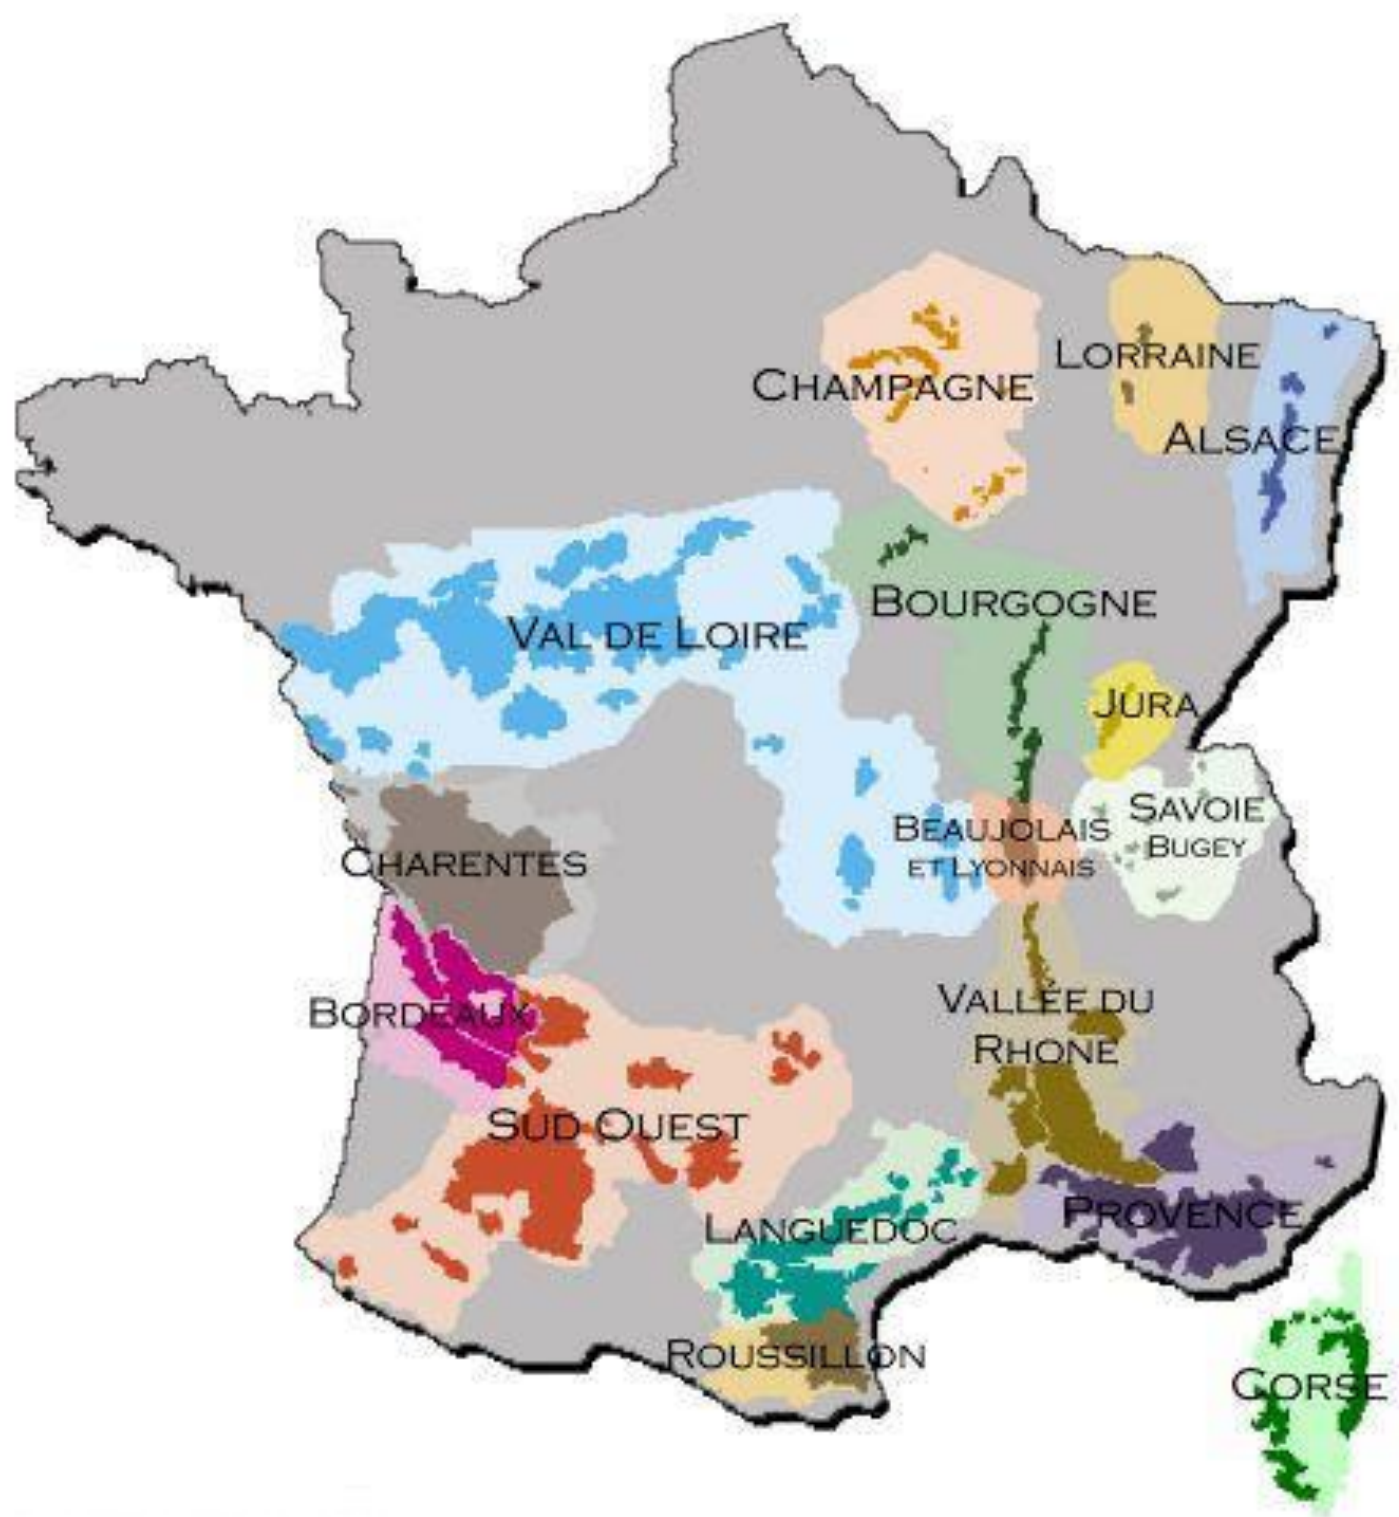 LORRAINE
CHAMPAGNE
ALSACE
BOURGOGNE
VAL DE LOIRE
JURA
SAVOIE
BUGEY
BEAUJOLAIS
ET LYONNAIS
CHARENTES
VALLÉE DU
RHONE
BORDEAUX
SUD OUEST
PROVENCE
LANGUEDOC
ROUSSILLON
CORSE